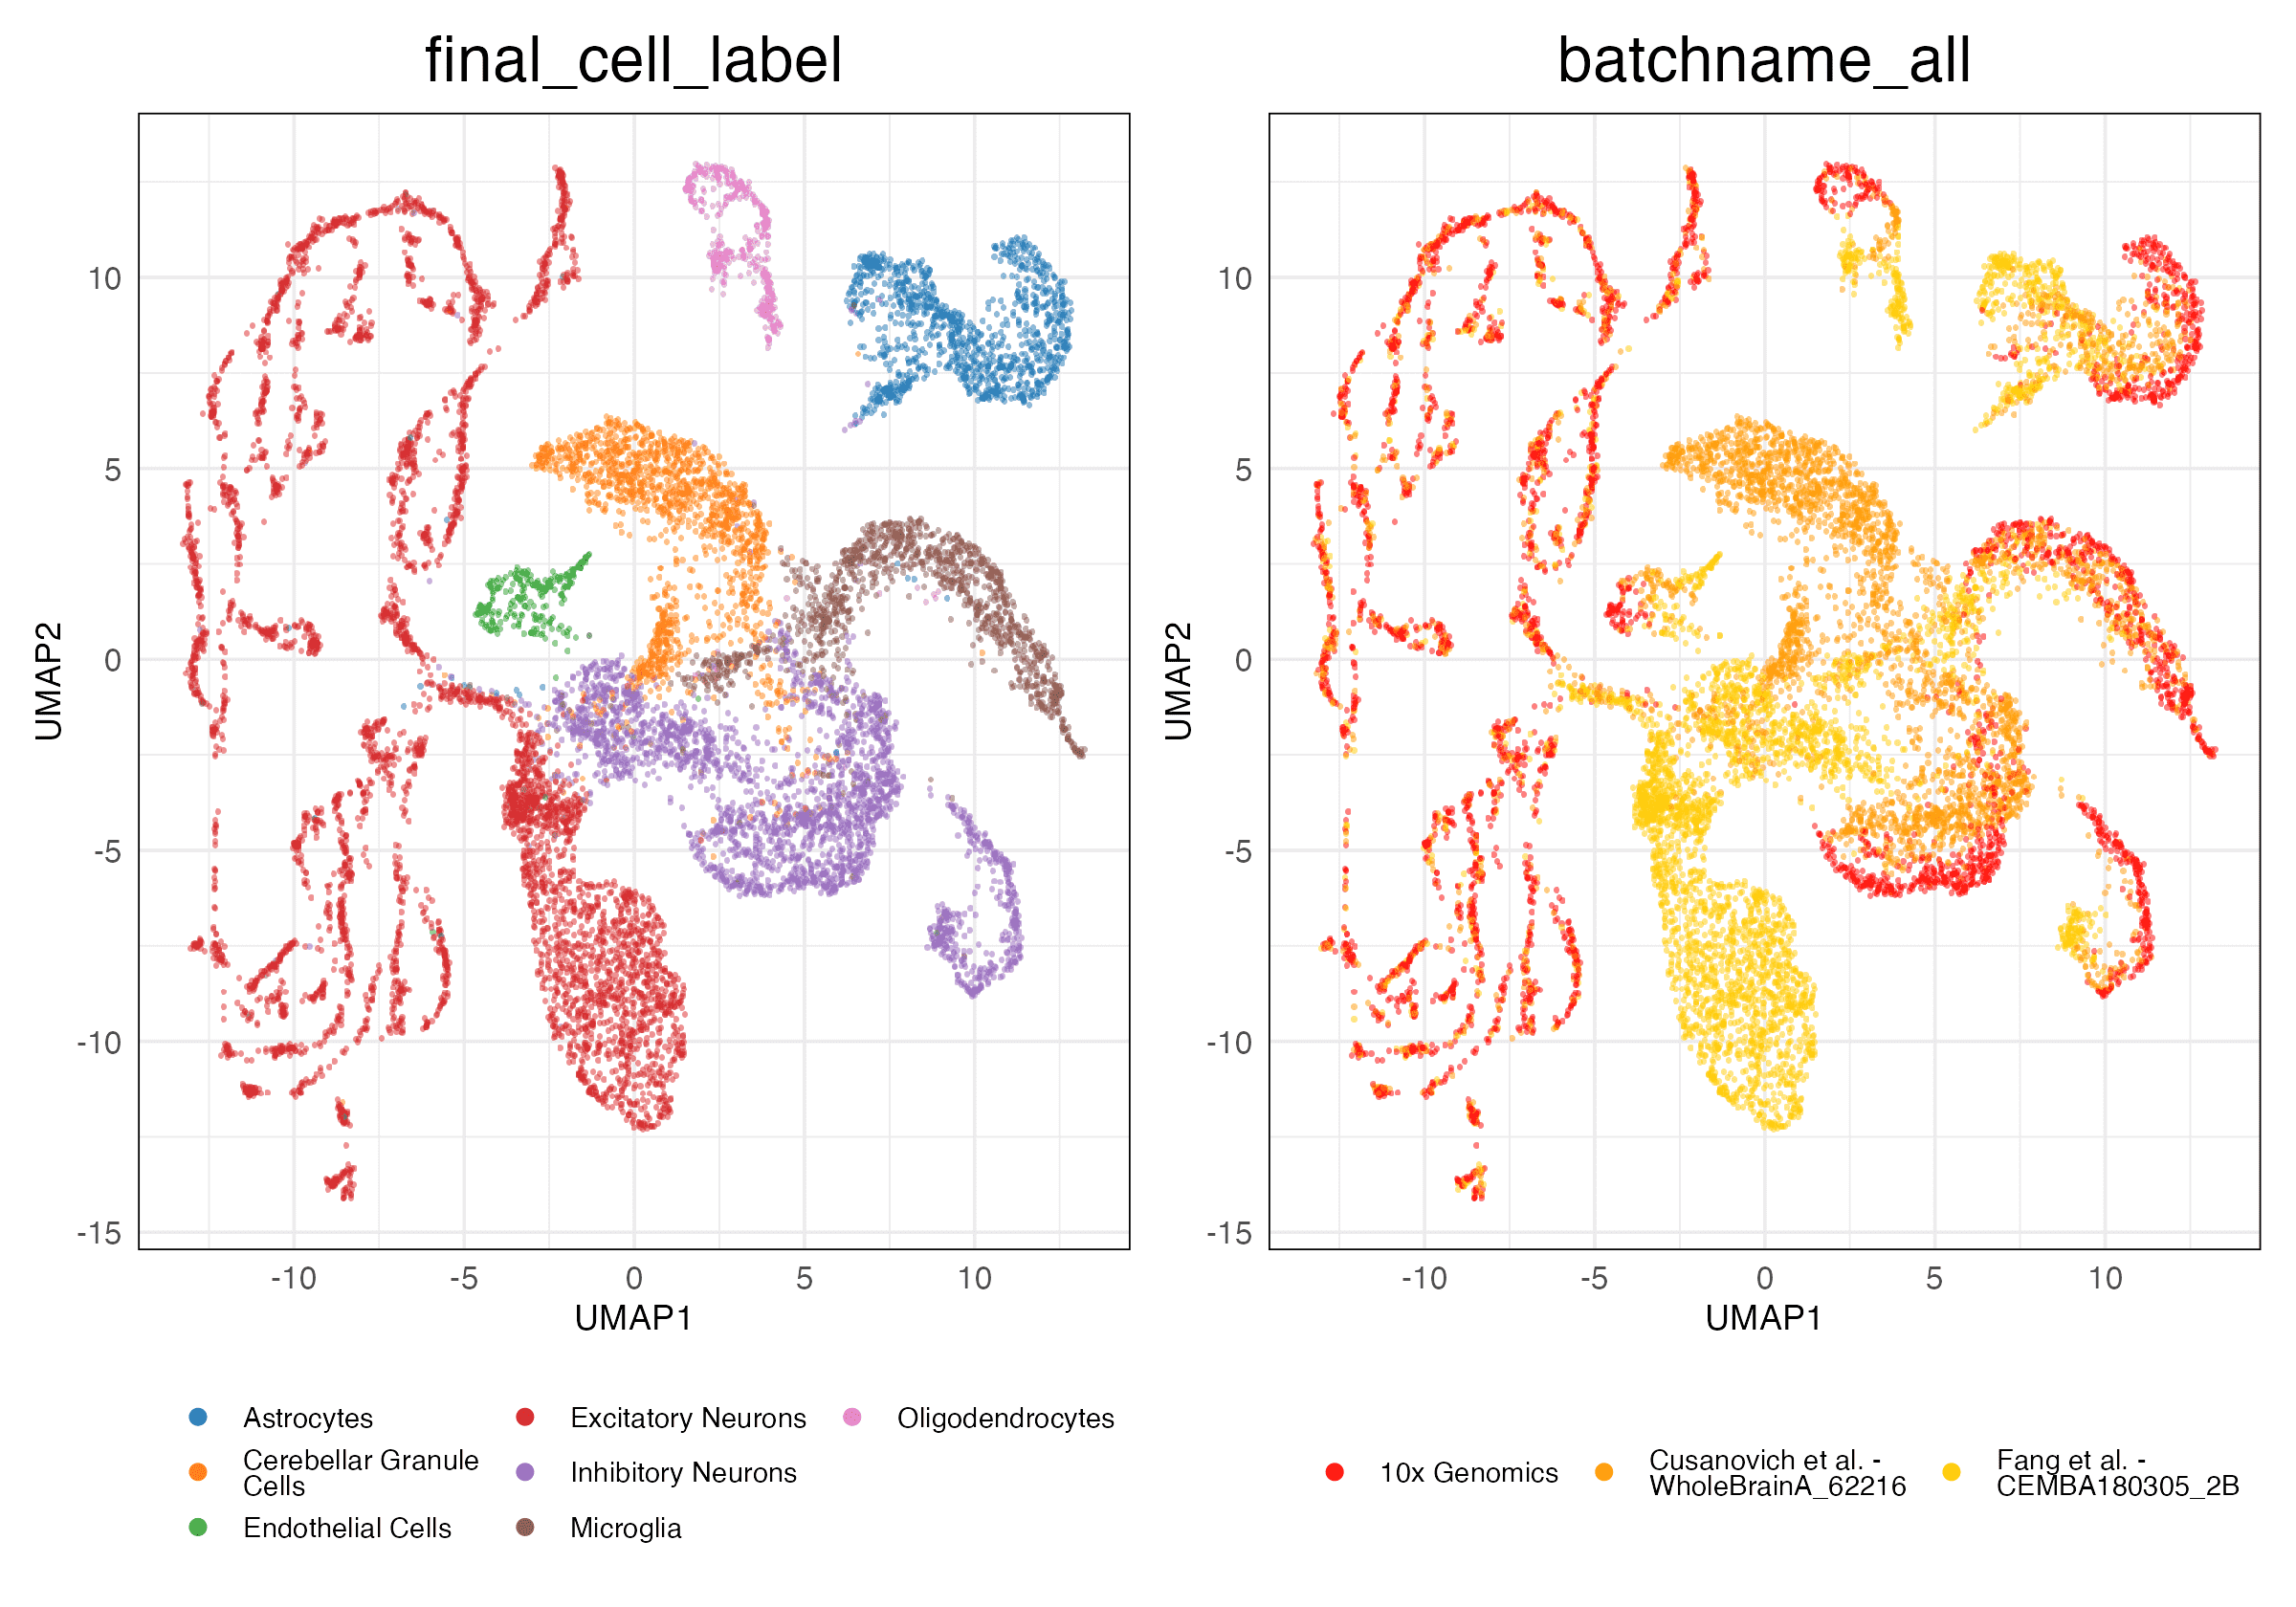 final_cell_label
batchname_all
10
5
0
-5
-10
-15
UMAP2
-10
-5
0
5
10
UMAP1
10
5
0
-5
-10
-15
UMAP2
-10
-5
0
5
10
UMAP1
Astrocytes
Cerebellar Granule
Cells
Endothelial Cells
Excitatory Neurons
Inhibitory Neurons
Microglia
Oligodendrocytes
10x Genomics
Cusanovich et al. -
WholeBrainA_62216
Fang et al. -
CEMBA180305_2B